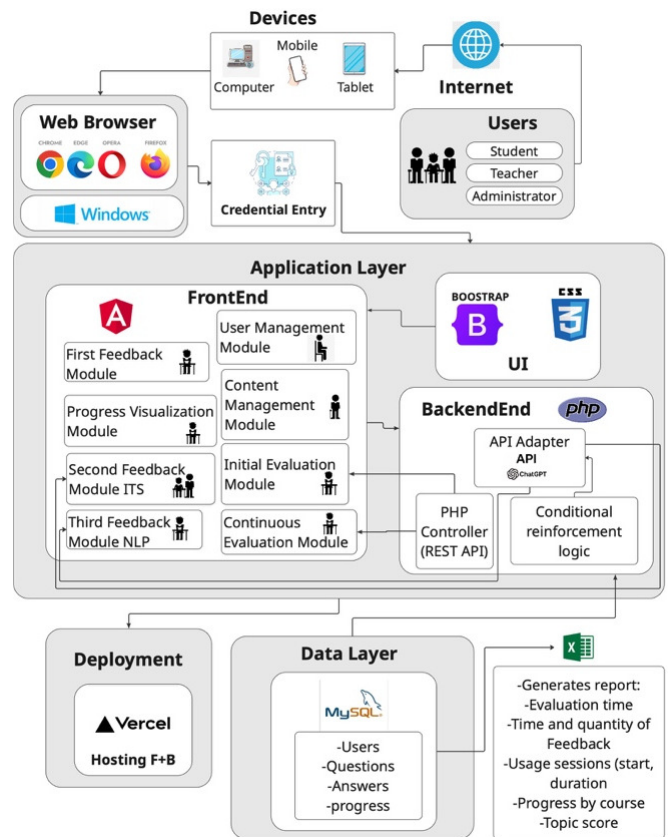 Devices
Mobile
Computer
Tablet
Internet
Web Browser
CHROME
EDGE
OPERA
FIREFOX
Windows
Credential Entry
Users
Student
Teacher
Administrator
Application Layer
FrontEnd
First Feedback
Module
User Management
Module
Progress Visualization
Module
Content
Management
Module
Second Feedback
Module ITS
Initial Evaluation
Module
Third Feedback
Module NLP
Continuous
Evaluation Module
BOOSTRAP
B
CSS
3
UI
BackendEnd
php
API Adapter
API
ChatGPT
PHP
Controller
(REST API)
Conditional
reinforcement
logic
Deployment
Vercel
Hosting F+B
Data Layer
MySQL
-Users
-Questions
-Answers
-progress
-Generates report:
-Evaluation time
-Time and quantity of
Feedback
-Usage sessions (start,
duration
-Progress by course
-Topic score